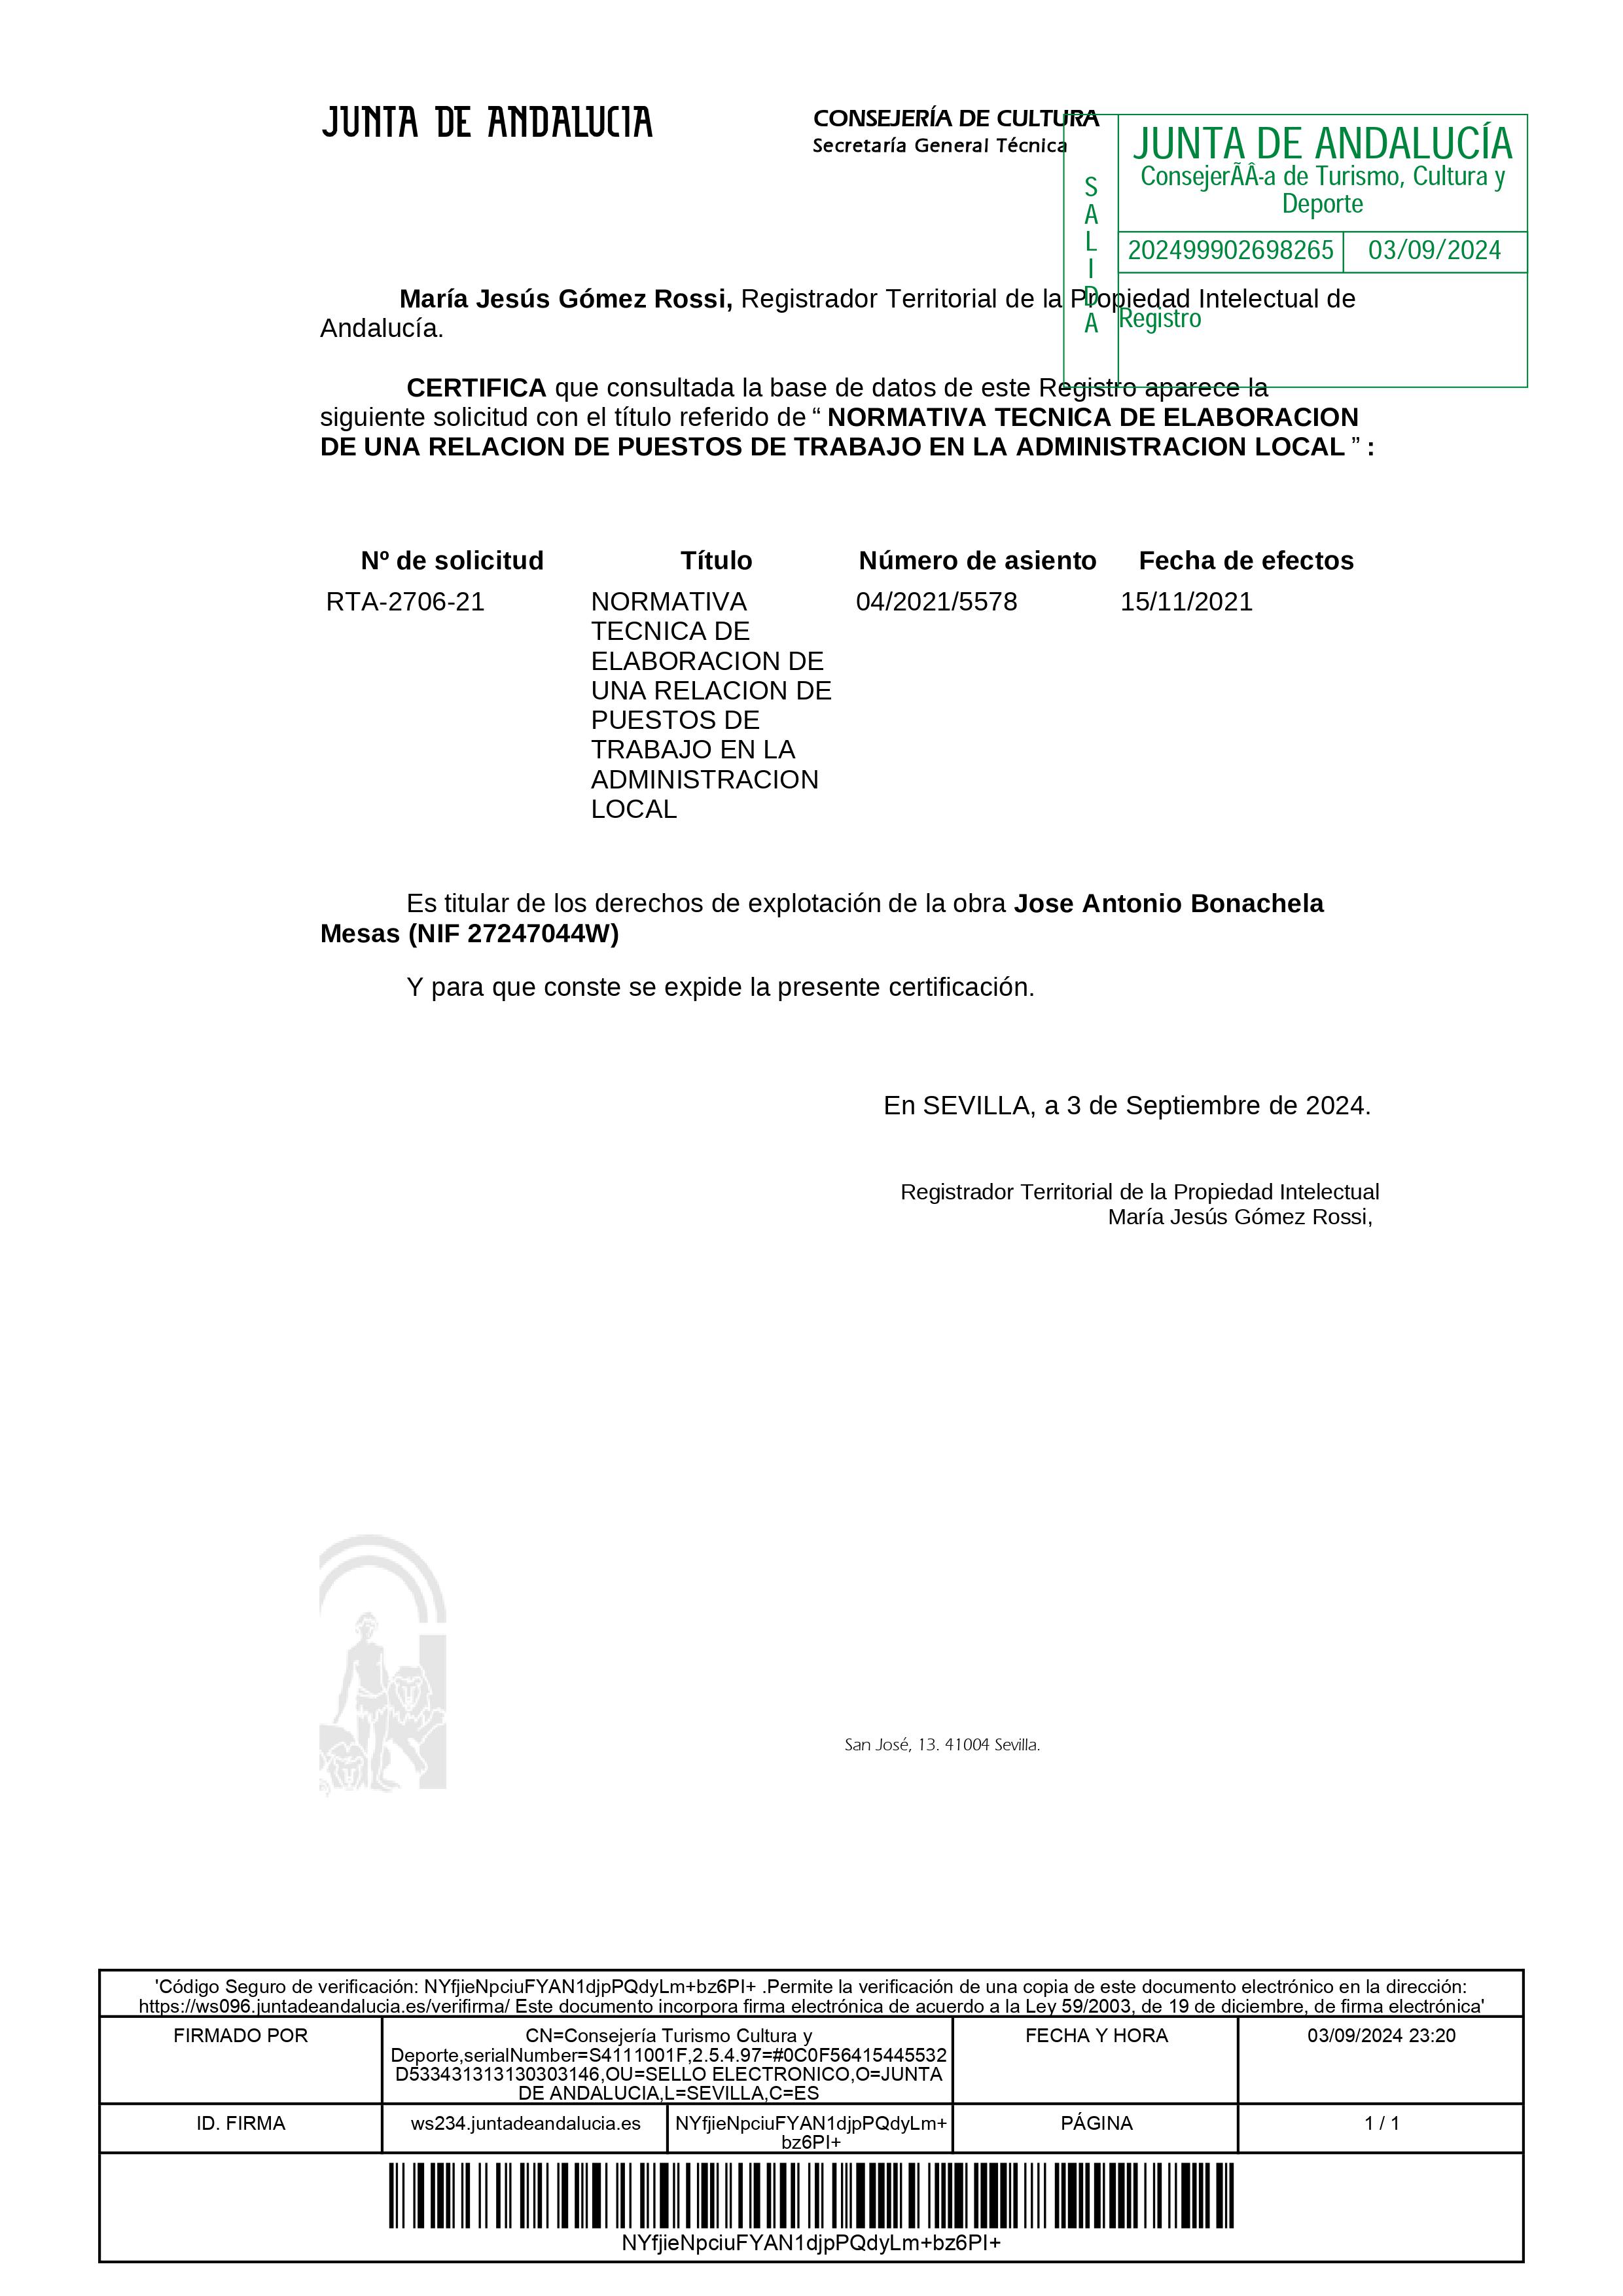 JUNTA DE ANDALUCIA
CONSEJERÍA DE CULTURA
Secretaría General Técnica
SALIDA
JUNTA DE ANDALUCÍA
ConsejerÃÂ-a de Turismo, Cultura y
Deporte
202499902698265 03/09/2024
Registro
María Jesús Gómez Rossi, Registrador Territorial de la Propiedad Intelectual de
Andalucía.
CERTIFICA que consultada la base de datos de este Registro aparece la
siguiente solicitud con el título referido de “ NORMATIVA TECNICA DE ELABORACION
DE UNA RELACION DE PUESTOS DE TRABAJO EN LA ADMINISTRACION LOCAL ” :
Nº de solicitud Título Número de asiento Fecha de efectos
RTA-2706-21 NORMATIVA 04/2021/5578 15/11/2021
TECNICA DE
ELABORACION DE
UNA RELACION DE
PUESTOS DE
TRABAJO EN LA
ADMINISTRACION
LOCAL
Es titular de los derechos de explotación de la obra Jose Antonio Bonachela
Mesas (NIF 27247044W)
Y para que conste se expide la presente certificación.
En SEVILLA, a 3 de Septiembre de 2024.
Registrador Territorial de la Propiedad Intelectual
María Jesús Gómez Rossi,
San José, 13. 41004 Sevilla.
'Código Seguro de verificación: NYfjieNpciuFYAN1djpPQdyLm+bz6PI+ .Permite la verificación de una copia de este documento electrónico en la dirección:
https://ws096.juntadeandalucia.es/verifirma/ Este documento incorpora firma electrónica de acuerdo a la Ley 59/2003, de 19 de diciembre, de firma electrónica'
FIRMADO POR CN=Consejería Turismo Cultura y FECHA Y HORA 03/09/2024 23:20
Deporte,serialNumber=S4111001F,2.5.4.97=#0C0F56415445532
D533431313130303146,OU=SELLO ELECTRONICO,O=JUNTA
DE ANDALUCIA,L=SEVILLA,C=ES
ID. FIRMA ws234.juntadeandalucia.es NYfjieNpciuFYAN1djpPQdyLm+ PÁGINA 1 / 1
bz6PI+
NYfjieNpciuFYAN1djpPQdyLm+bz6PI+